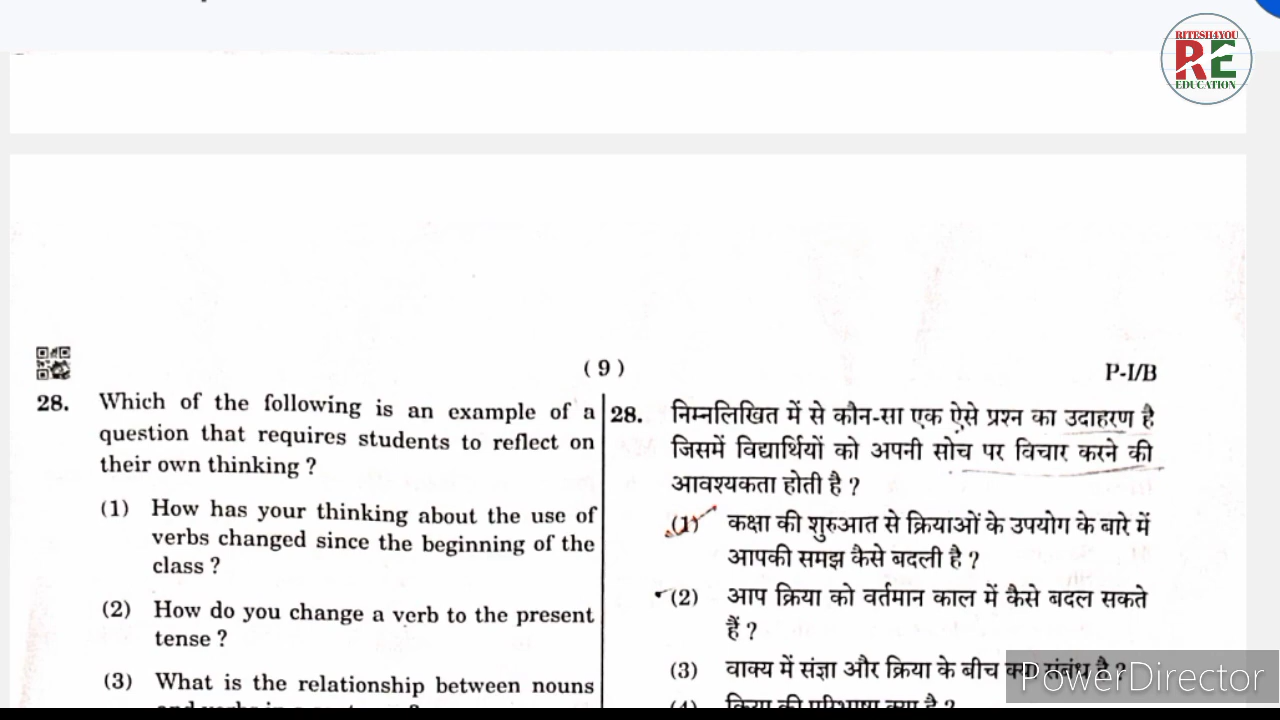 RITESH4YOU
RE
EDUCATION
( 9 )
P-I/B
28. Which of the following is an example of a
question that requires students to reflect on
their own thinking ?
(1) How has your thinking about the use of
verbs changed since the beginning of the
class ?
(2) How do you change a verb to the present
tense ?
(3) What is the relationship between nouns
28. निम्नलिखित में से कौन-सा एक ऐसे प्रश्न का उदाहरण है
जिसमें विद्यार्थियों को अपनी सोच पर विचार करने की
आवश्यकता होती है ?
(1) कक्षा की शुरुआत से क्रियाओं के उपयोग के बारे में
आपकी समझ कैसे बदली है ?
(2) आप क्रिया को वर्तमान काल में कैसे बदल सकते
हैं ?
(3) वाक्य में संज्ञा और क्रिया के बीच क्या संबंध है ?
(4) क्रिया की परिभाषा क्या है ?
PowerDirector